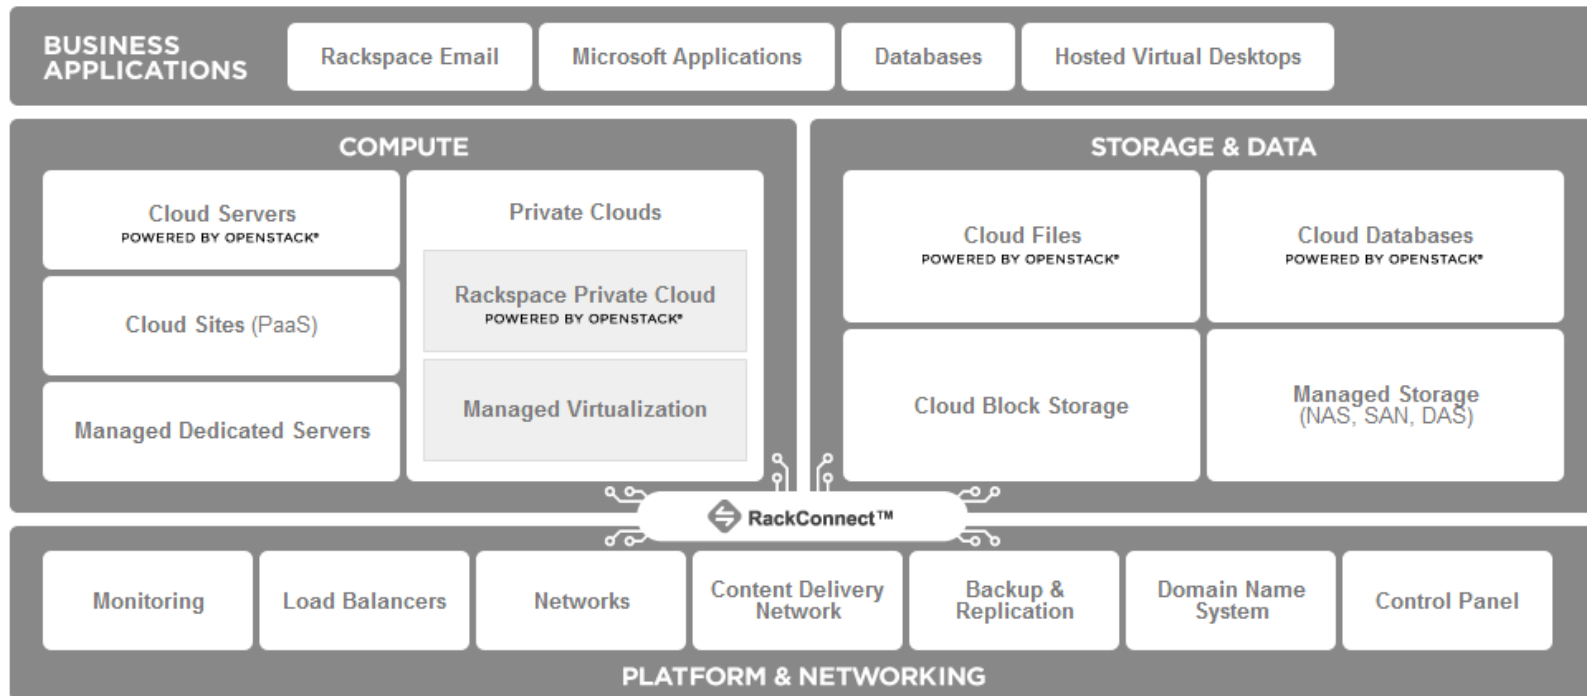 BUSINESS
APPLICATIONS
Rackspace Email
Microsoft Applications
Databases
Hosted Virtual Desktops
COMPUTE
Cloud Servers
POWERED BY OPENSTACK®
Cloud Sites (PaaS)
Managed Dedicated Servers
Private Clouds
Rackspace Private Cloud
POWERED BY OPENSTACK®
Managed Virtualization
STORAGE & DATA
Cloud Files
POWERED BY OPENSTACK®
Cloud Databases
POWERED BY OPENSTACK®
Cloud Block Storage
Managed Storage
(NAS, SAN, DAS)
RackConnect™
Monitoring
Load Balancers
Networks
Content Delivery
Network
Backup &
Replication
Domain Name
System
Control Panel
PLATFORM & NETWORKING